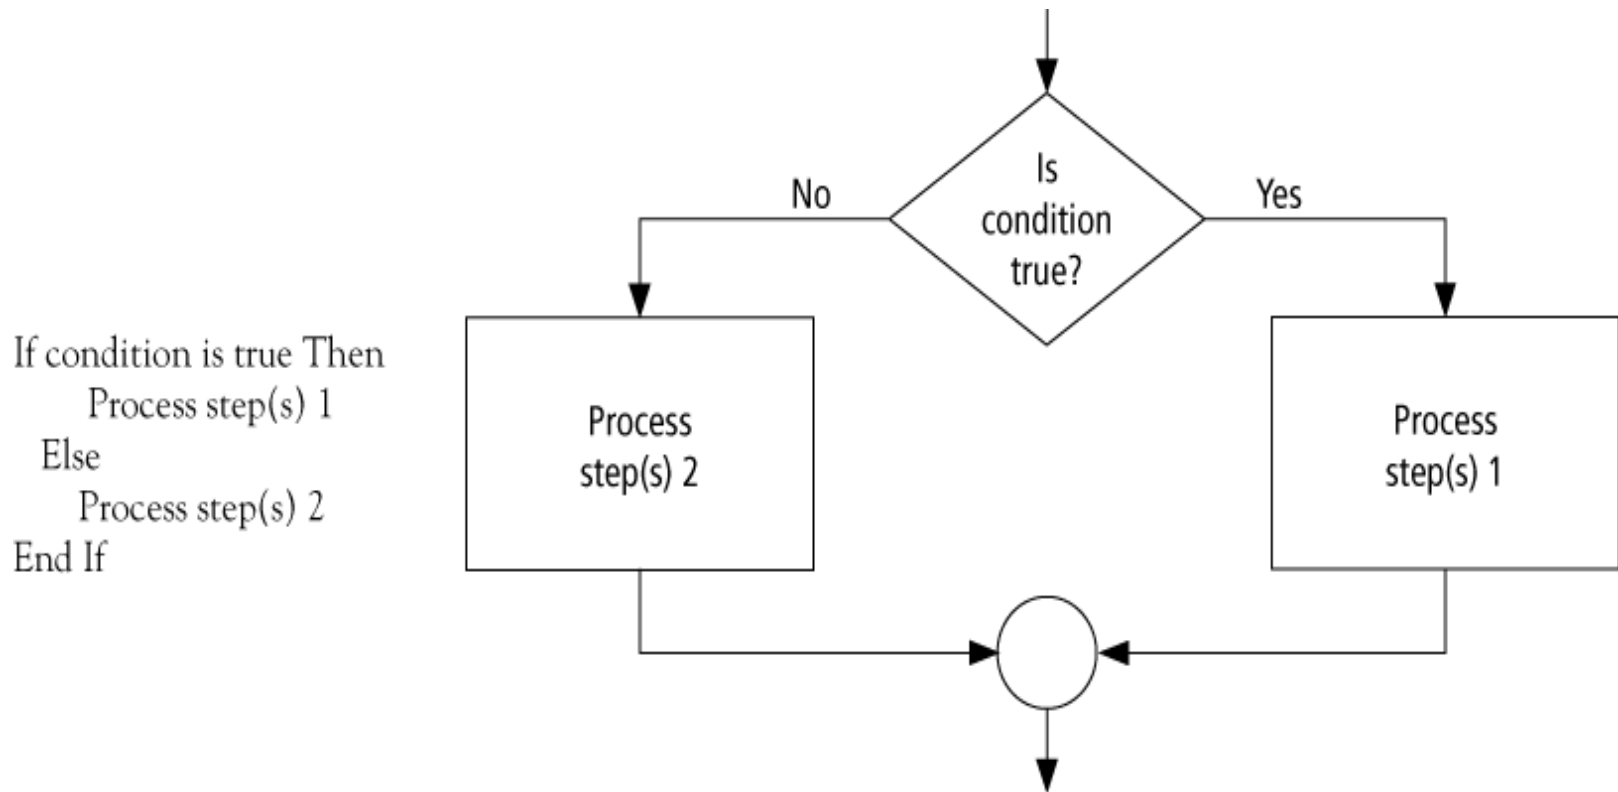 If condition is true Then
Process step(s) 1
Else
Process step(s) 2
End If
No
Is
condition
true?
Yes
Process
step(s) 2
Process
step(s) 1